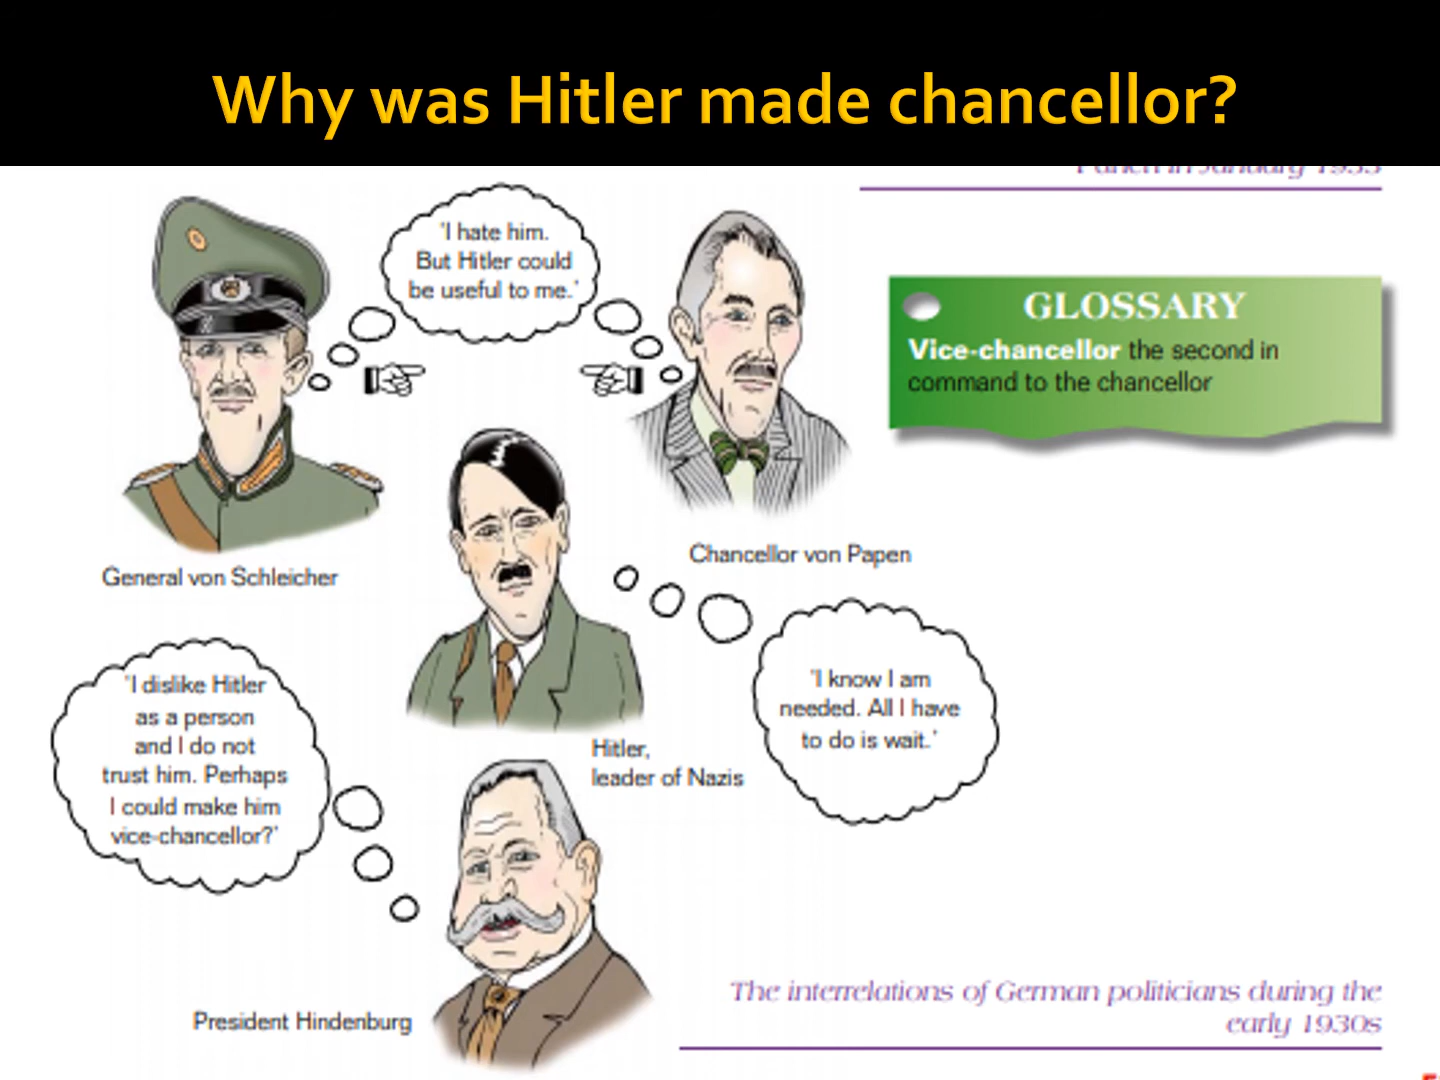 Why was Hitler made chancellor?
'I hate him.
But Hitler could
be useful to me.'
GLOSSARY
Vice-chancellor the second in
command to the chancellor
General von Schleicher
Chancellor von Papen
'I know I am
needed. All I have
to do is wait.'
Hitler,
leader of Nazis
'I dislike Hitler
as a person
and I do not
trust him. Perhaps
I could make him
vice-chancellor?'
President Hindenburg
The interrelations of German politicians during the
early 1930s